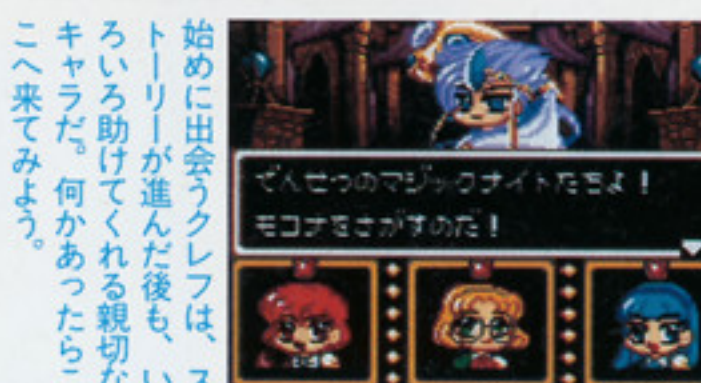 始めに出会うクレフは、ス
トーリーが進んだ後も、い
ろいろ助けてくれる親切な
キャラだ。何かあったらこ
こへ来てみよう。
でんせつのマジックナイトたちよ！
モコナをさがすのだ！